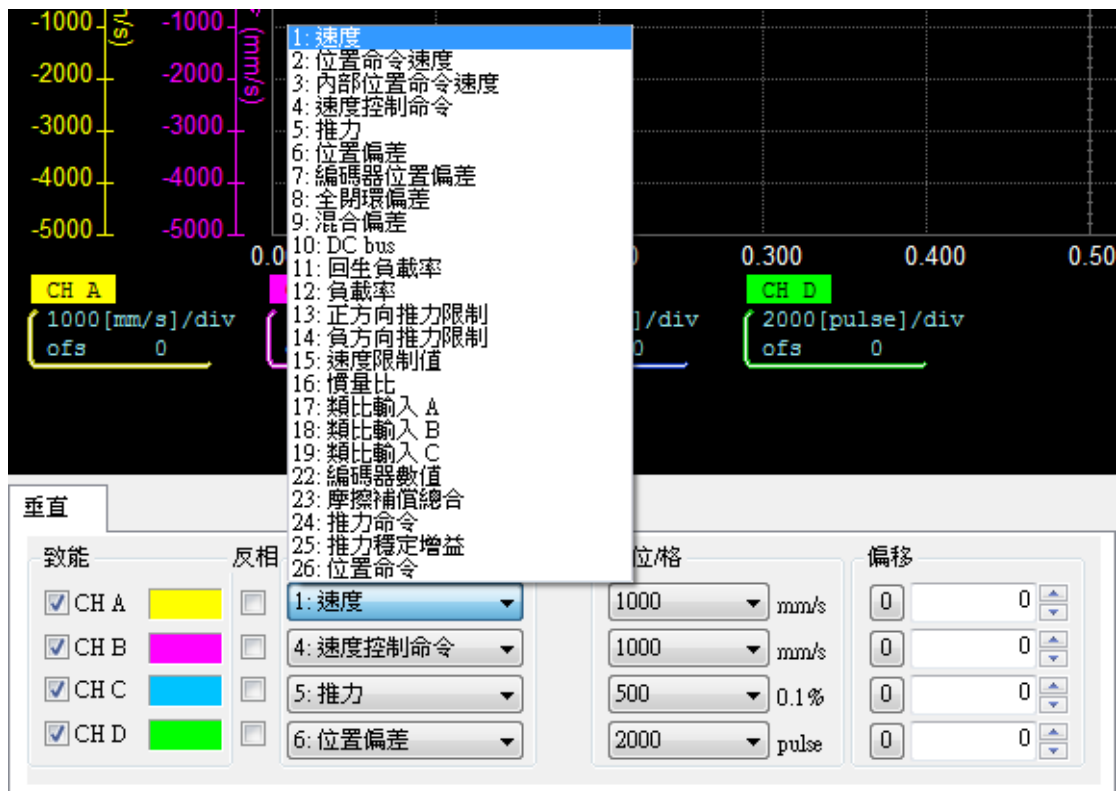 -1000 -1000
/s) (mm/s)
-2000 -2000
-3000 -3000
-4000 -4000
-5000 -5000
0.0 0.300 0.400 0.50
1: 速度
2: 位置命令速度
3: 內部位置命令速度
4: 速度控制命令
5: 推力
6: 位置偏差
7: 編碼器位置偏差
8: 全閉環偏差
9: 混合偏差
10: DC bus
11: 回生負載率
12: 負載率
13: 正方向推力限制
14: 負方向推力限制
15: 速度限制值
16: 慣量比
17: 類比輸入 A
18: 類比輸入 B
19: 類比輸入 C
22: 編碼器數值
23: 摩擦補償總合
24: 推力命令
25: 推力穩定增益
26: 位置命令
CH A CH D
1000[mm/s]/div ]/div 2000[pulse]/div
ofs 0 0 ofs 0
垂直
致能 反相 位/格 偏移
CH A 1: 速度 1000 mm/s 0 0
CH B 4: 速度控制命令 1000 mm/s 0 0
CH C 5: 推力 500 0.1% 0 0
CH D 6: 位置偏差 2000 pulse 0 0